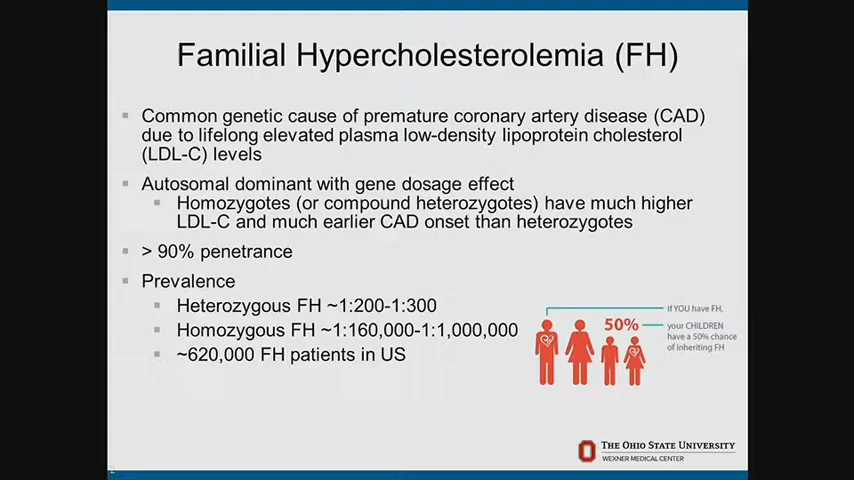 Familial Hypercholesterolemia (FH)
Common genetic cause of premature coronary artery disease (CAD)
due to lifelong elevated plasma low-density lipoprotein cholesterol
(LDL-C) levels
Autosomal dominant with gene dosage effect
Homozygotes (or compound heterozygotes) have much higher
LDL-C and much earlier CAD onset than heterozygotes
> 90% penetrance
Prevalence
Heterozygous FH ~1:200-1:300
Homozygous FH ~1:160,000-1:1,000,000
~620,000 FH patients in US
If YOU have FH,
50%
your CHILDREN
have a 50% chance
of inheriting FH
THE OHIO STATE UNIVERSITY
WEXNER MEDICAL CENTER
2